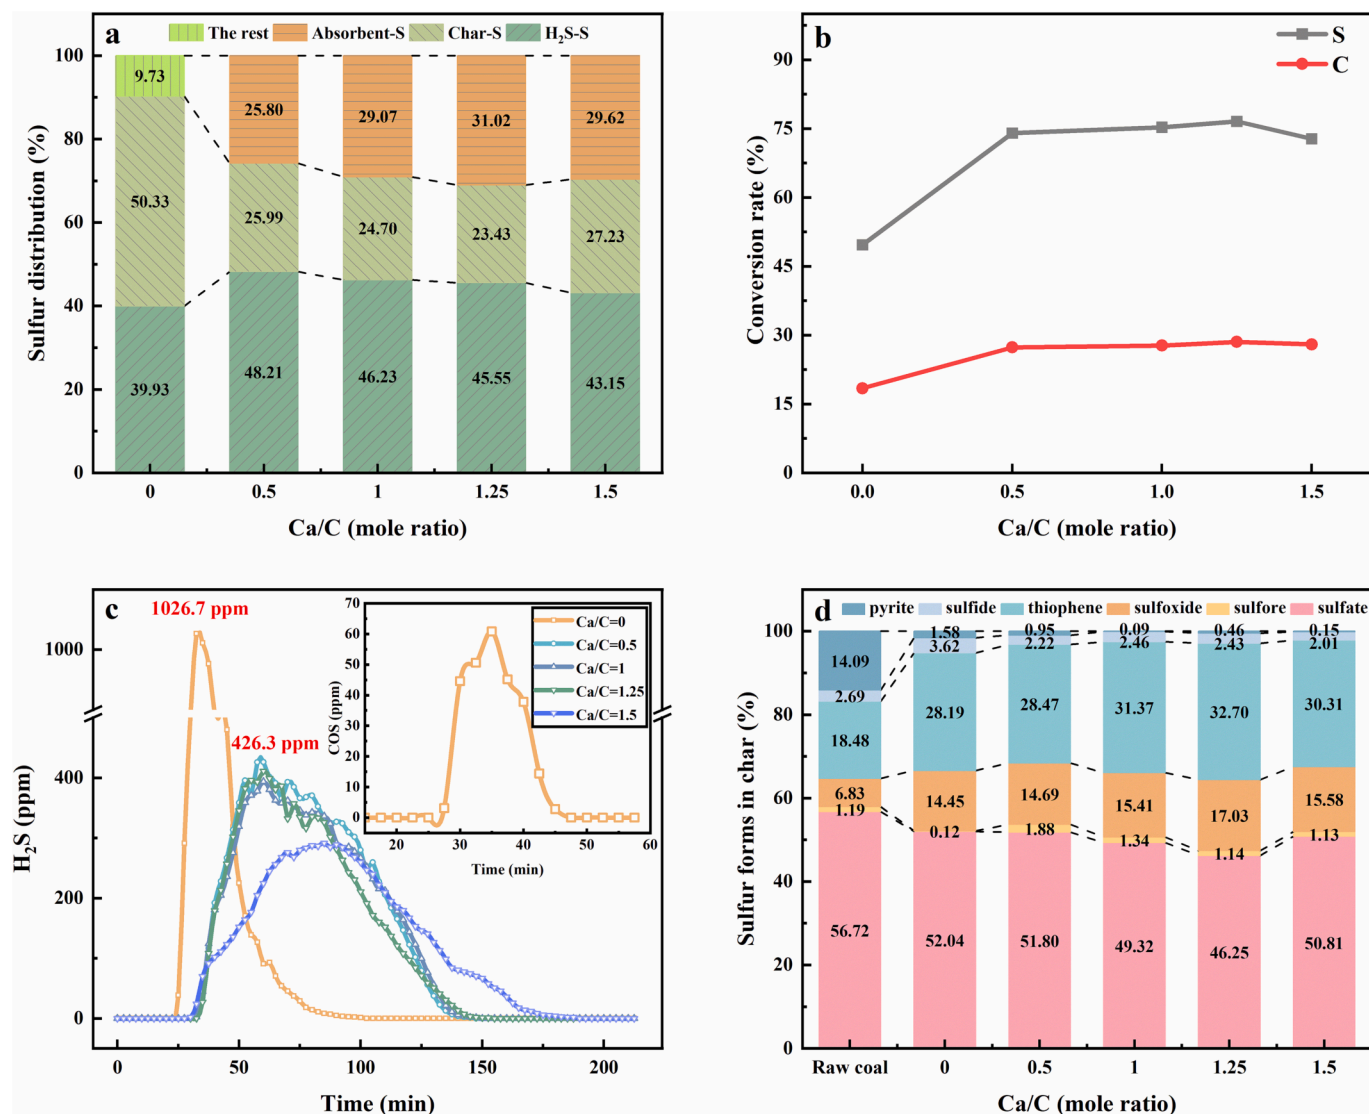 a
The rest Absorbent-S Char-S H₂S-S
100
80
60
40
20
0
Sulfur distribution (%)
9.73
50.33
39.93
25.80
25.99
48.21
29.07
24.70
46.23
31.02
23.43
45.55
29.62
27.23
43.15
0 0.5 1 1.25 1.5
Ca/C (mole ratio)
b
S
C
90
75
60
45
30
15
0
Conversion rate (%)
0.0 0.5 1.0 1.5
Ca/C (mole ratio)
c
1026.7 ppm
426.3 ppm
1000
400
200
0
H₂S (ppm)
0 50 100 150 200
Time (min)
70
60
50
40
30
20
10
0
COS (ppm)
20 30 40 50 60
Time (min)
Ca/C=0
Ca/C=0.5
Ca/C=1
Ca/C=1.25
Ca/C=1.5
d
pyrite sulfide thiophene sulfoxide sulfore sulfate
100
80
60
40
20
0
Sulfur forms in char (%)
14.09
2.69
18.48
6.83
1.19
56.72
1.58
3.62
28.19
14.45
0.12
52.04
0.95
2.22
28.47
14.69
1.88
51.80
0.09
2.46
31.37
15.41
1.34
49.32
0.46
2.43
32.70
17.03
1.14
46.25
0.15
2.01
30.31
15.58
1.13
50.81
Raw coal 0 0.5 1 1.25 1.5
Ca/C (mole ratio)